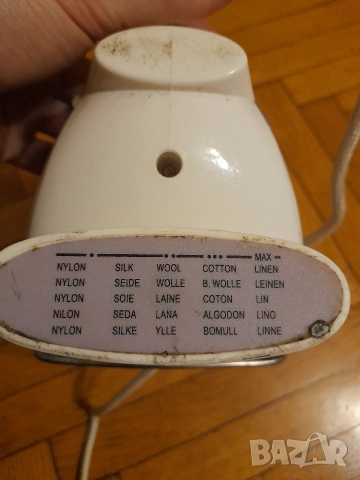 MAX
NYLON SILK WOOL COTTON LINEN
NYLON SEIDE WOLLE B. WOLLE LEINEN
NYLON SOIE LAINE COTON LIN
NILON SEDA LANA ALGODON LINO
NYLON SILKE YLLE BOMULL LINNE
BAZAR